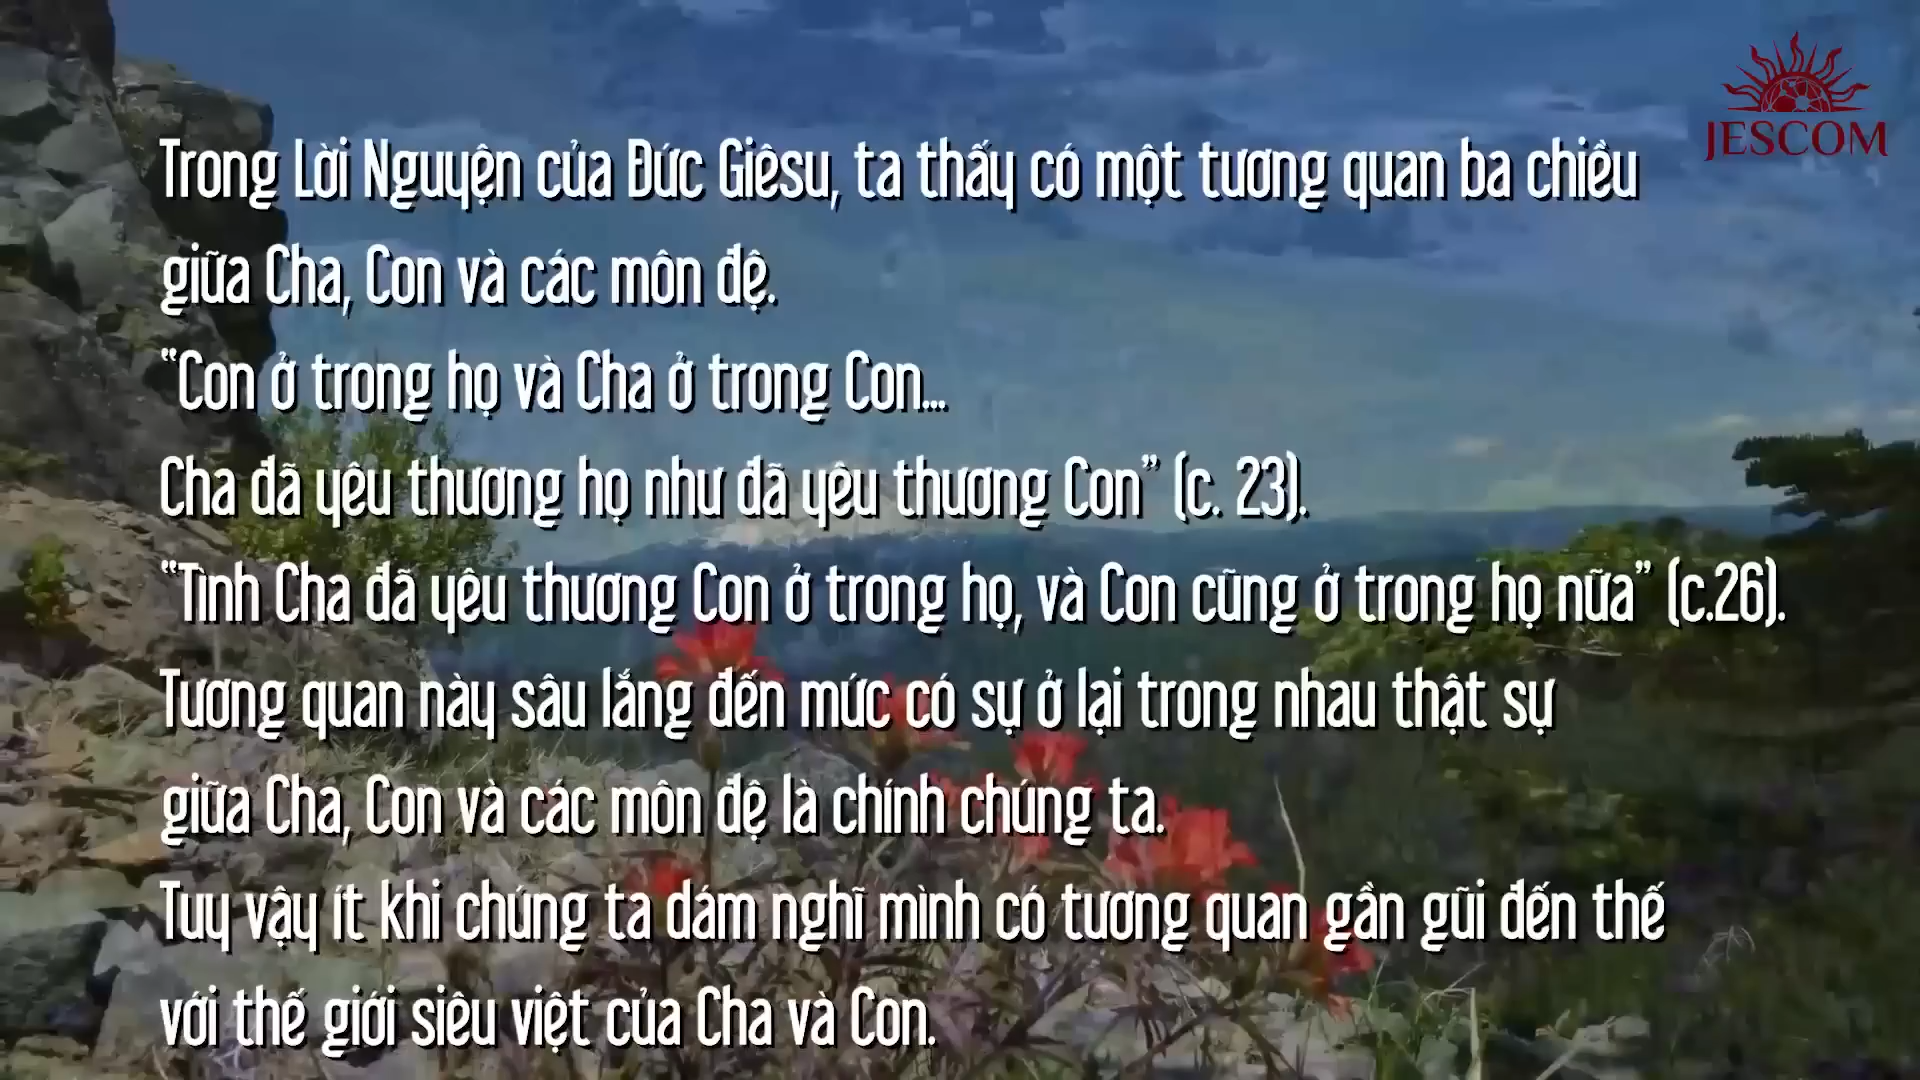 JESCOM
Trong Lời Nguyện của Đức Giêsu, ta thấy có một tương quan ba chiều
giữa Cha, Con và các môn đệ.
“Con ở trong họ và Cha ở trong Con...
Cha đã yêu thương họ như đã yêu thương Con” (c. 23).
“Tình Cha đã yêu thương Con ở trong họ, và Con cũng ở trong họ nữa” (c.26).
Tương quan này sâu lắng đến mức có sự ở lại trong nhau thật sự
giữa Cha, Con và các môn đệ là chính chúng ta.
Tuy vậy ít khi chúng ta dám nghĩ mình có tương quan gần gũi đến thế
với thế giới siêu việt của Cha và Con.